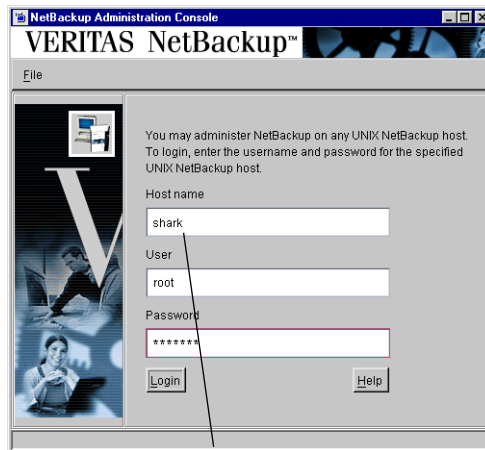 NetBackup Administration Console
VERITAS NetBackup™
File
You may administer NetBackup on any UNIX NetBackup host.
To login, enter the username and password for the specified
UNIX NetBackup host.
Host name
shark
User
root
Password
*******
Login Help